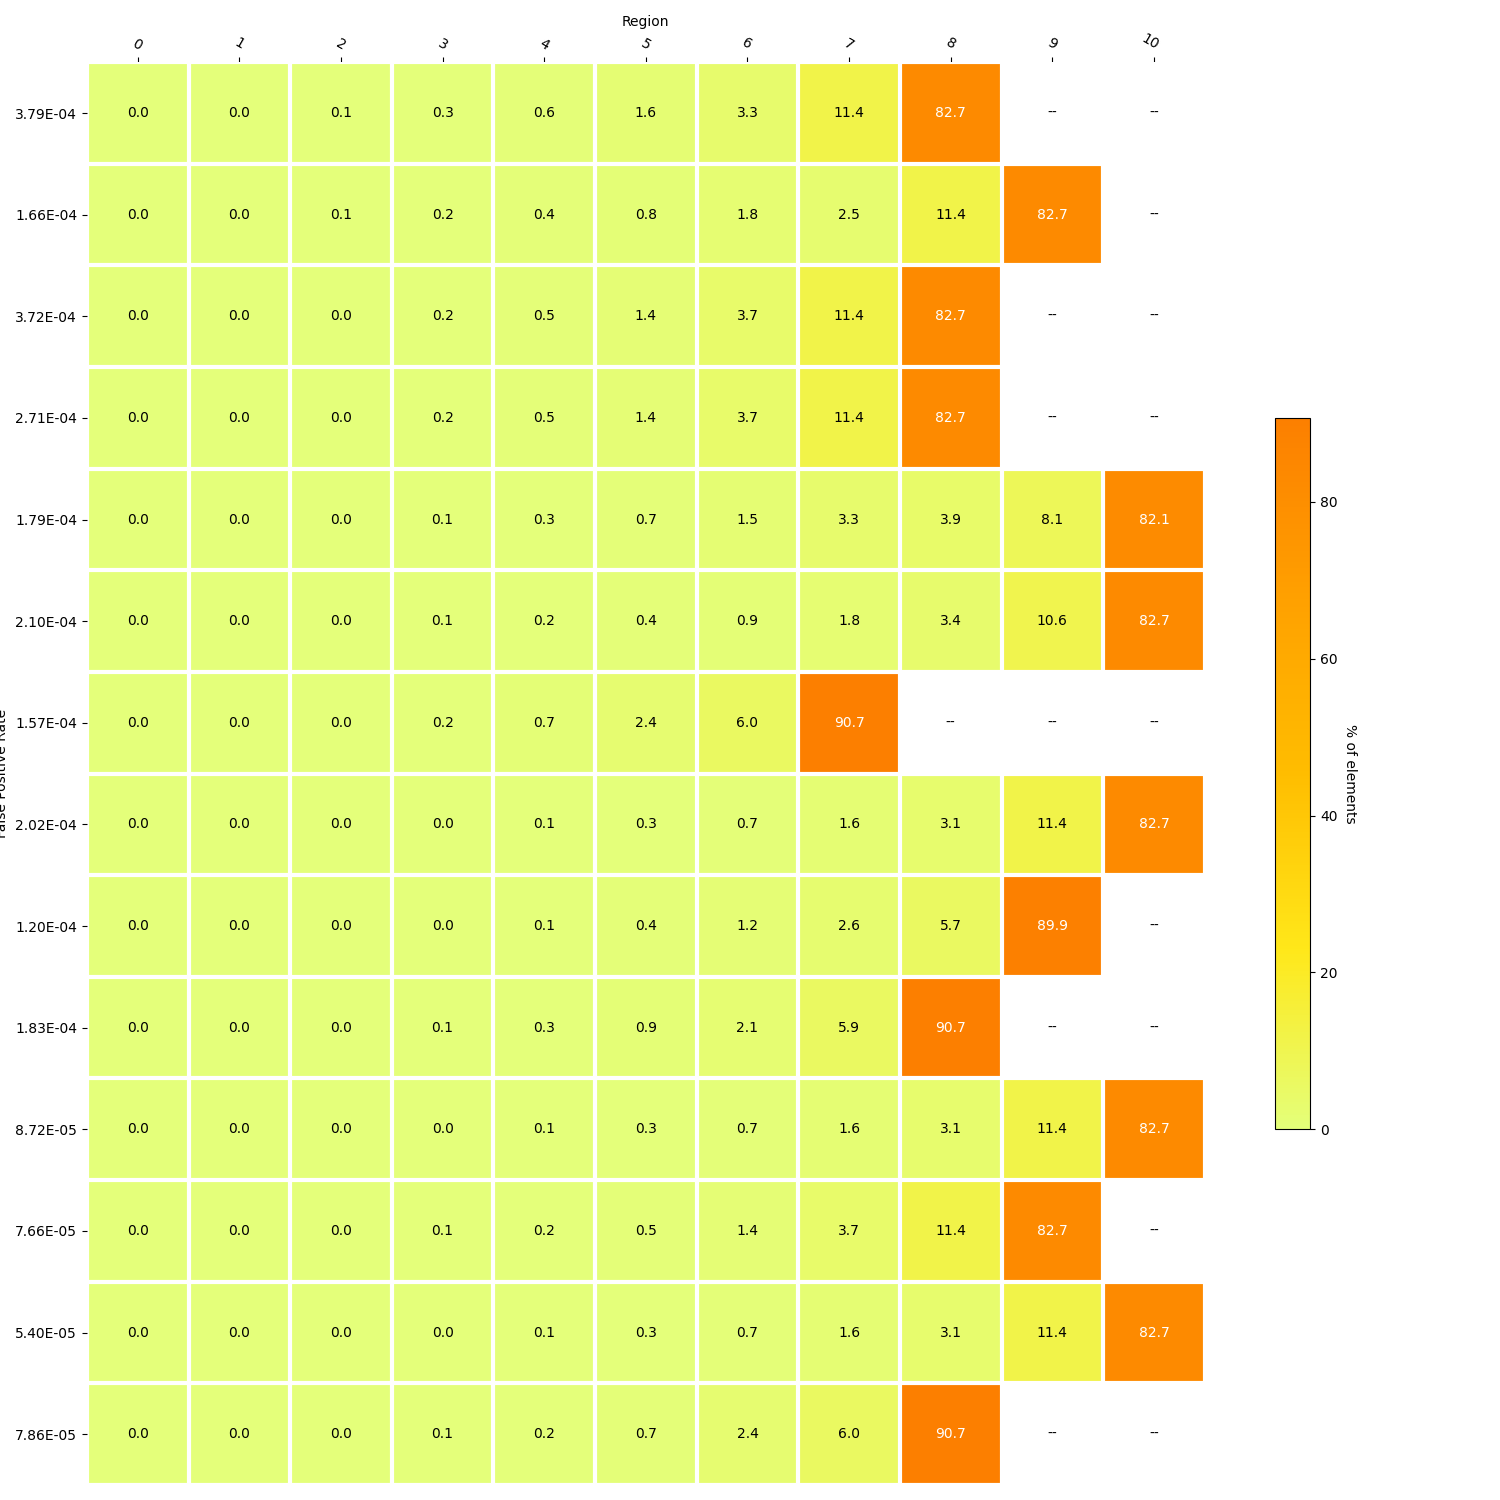 Region
0 1 2 3 4 5 6 7 8 9 10
3.79E-04 0.0 0.0 0.1 0.3 0.6 1.6 3.3 11.4 82.7 -- --
1.66E-04 0.0 0.0 0.1 0.2 0.4 0.8 1.8 2.5 11.4 82.7 --
3.72E-04 0.0 0.0 0.0 0.2 0.5 1.4 3.7 11.4 82.7 -- --
2.71E-04 0.0 0.0 0.0 0.2 0.5 1.4 3.7 11.4 82.7 -- --
1.79E-04 0.0 0.0 0.0 0.1 0.3 0.7 1.5 3.3 3.9 8.1 82.1
2.10E-04 0.0 0.0 0.0 0.1 0.2 0.4 0.9 1.8 3.4 10.6 82.7
1.57E-04 0.0 0.0 0.0 0.2 0.7 2.4 6.0 90.7 -- -- --
2.02E-04 0.0 0.0 0.0 0.0 0.1 0.3 0.7 1.6 3.1 11.4 82.7
1.20E-04 0.0 0.0 0.0 0.0 0.1 0.4 1.2 2.6 5.7 89.9 --
1.83E-04 0.0 0.0 0.0 0.1 0.3 0.9 2.1 5.9 90.7 -- --
8.72E-05 0.0 0.0 0.0 0.0 0.1 0.3 0.7 1.6 3.1 11.4 82.7
7.66E-05 0.0 0.0 0.0 0.1 0.2 0.5 1.4 3.7 11.4 82.7 --
5.40E-05 0.0 0.0 0.0 0.0 0.1 0.3 0.7 1.6 3.1 11.4 82.7
7.86E-05 0.0 0.0 0.0 0.1 0.2 0.7 2.4 6.0 90.7 -- --
False Positive Rate
80
60
40
20
0
% of elements